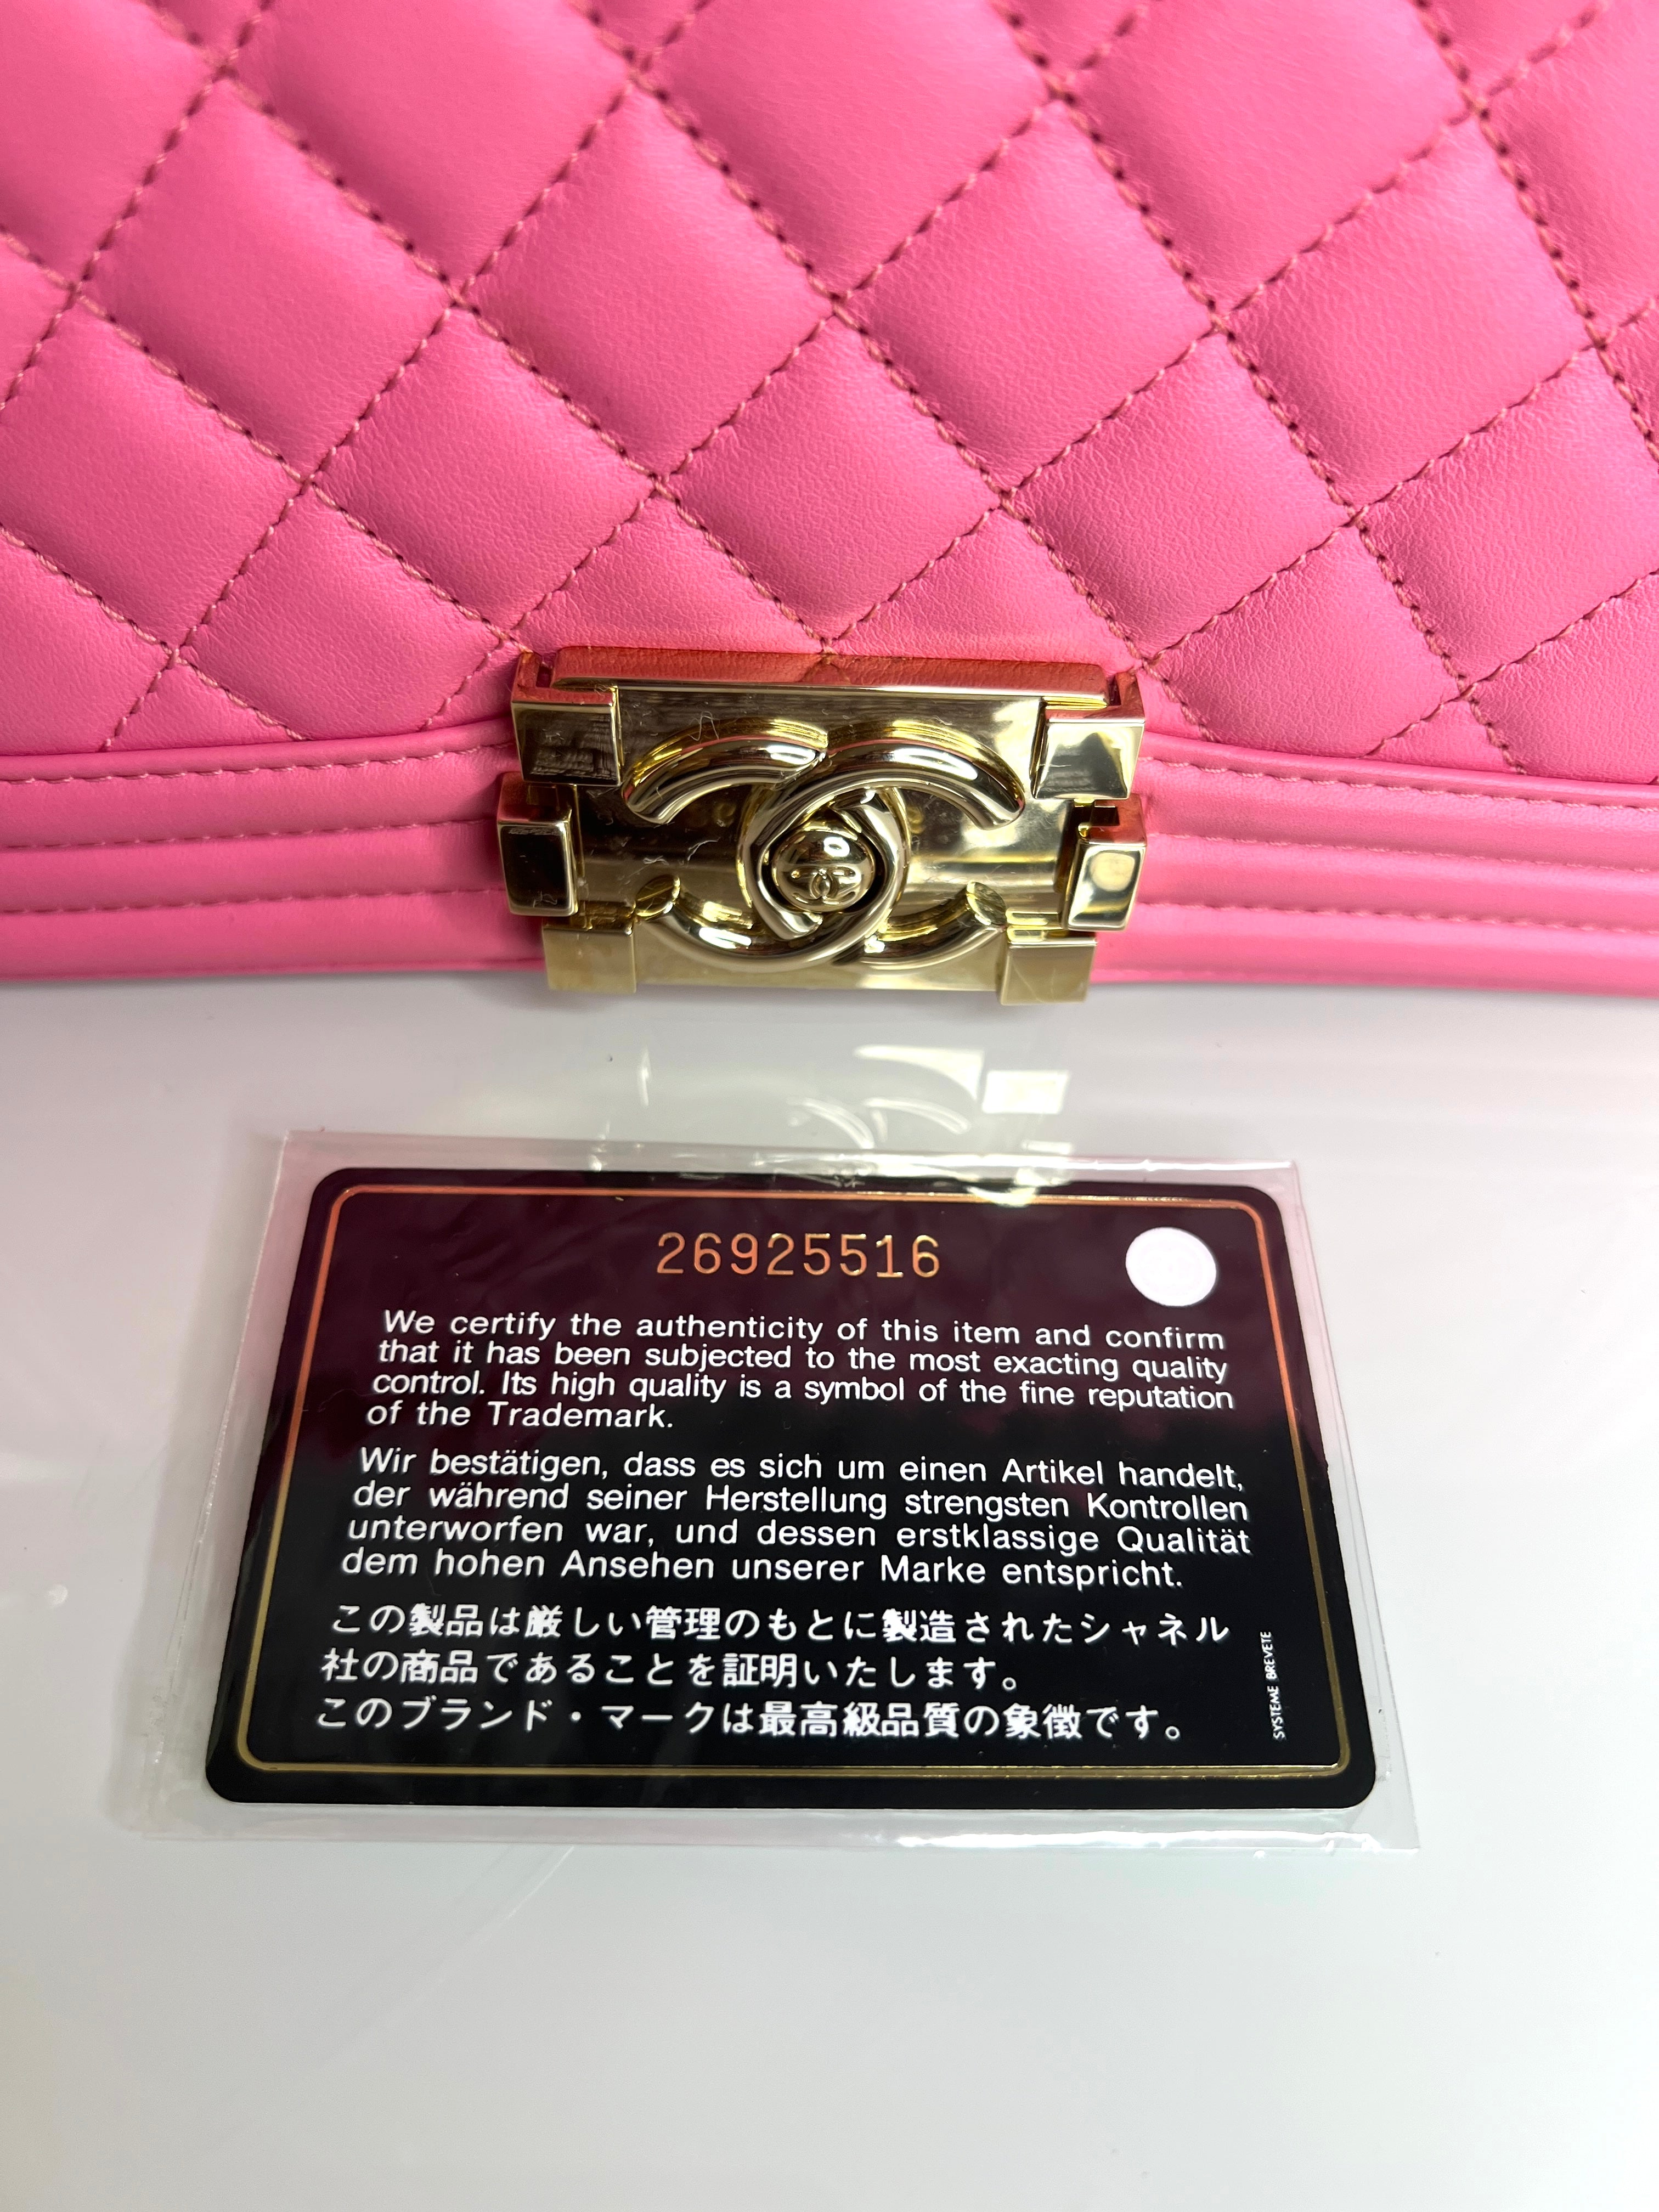 26925516
We certify the authenticity of this item and confirm
that it has been subjected to the most exacting quality
control. Its high quality is a symbol of the fine reputation
of the Trademark.
Wir bestätigen, dass es sich um einen Artikel handelt,
der während seiner Herstellung strengsten Kontrollen
unterworfen war, und dessen erstklassige Qualität
dem hohen Ansehen unserer Marke entspricht.
この製品は厳しい管理のもとに製造されたシャネル
社の商品であることを証明いたします。
このブランド・マークは最高級品質の象徴です。
SYSTEME BREVETE